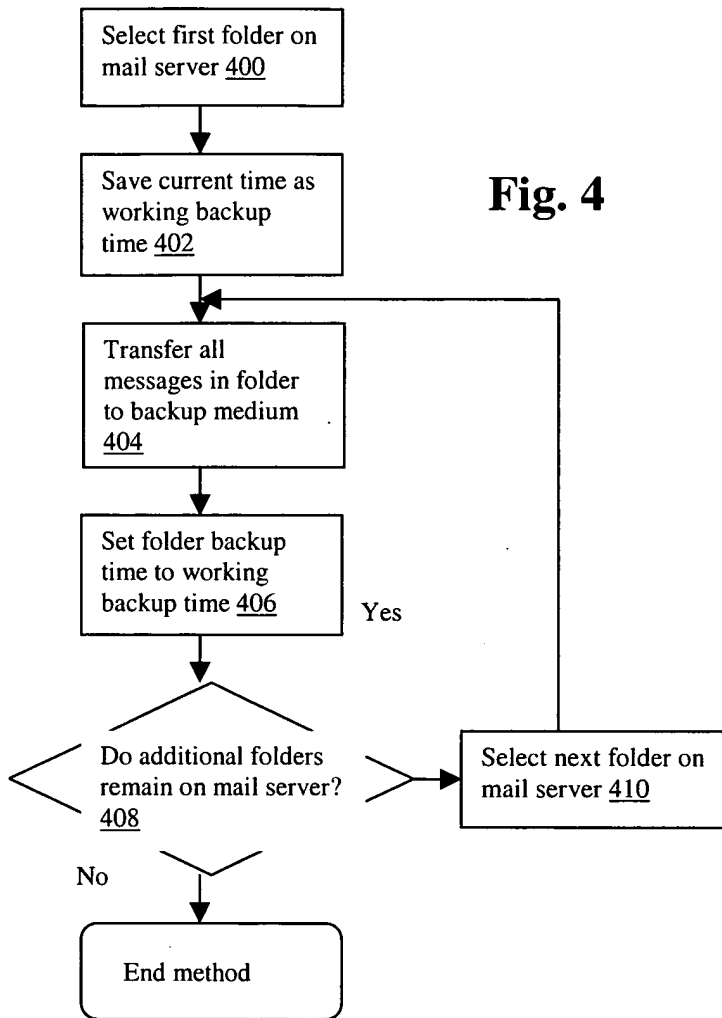 Select first folder on
mail server 400
Save current time as
working backup
time 402
Fig. 4
Transfer all
messages in folder
to backup medium
404
Set folder backup
time to working
backup time 406
Yes
Do additional folders
remain on mail server?
408
Select next folder on
mail server 410
No
End method